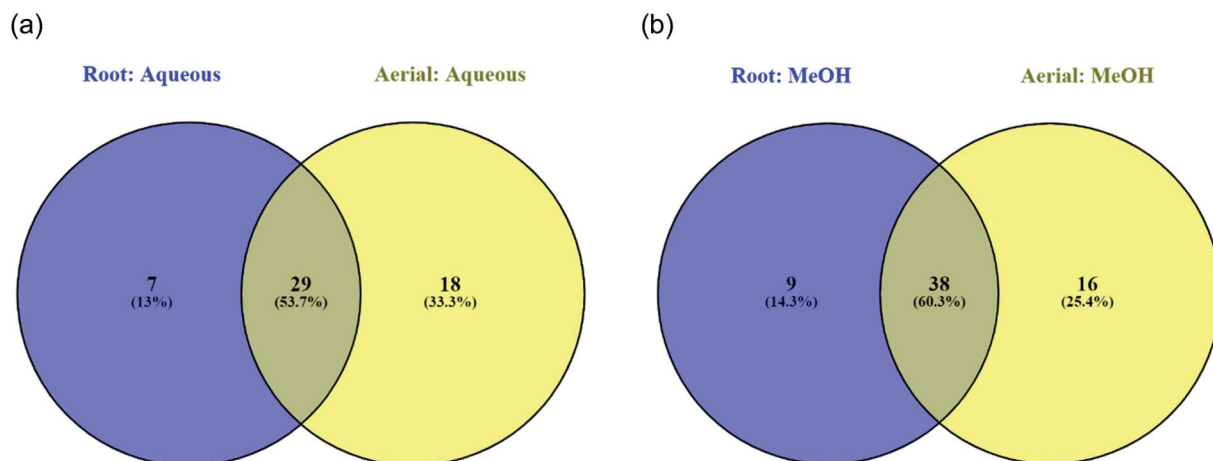 (a)
Root: Aqueous
Aerial: Aqueous
7
(13%)
29
(53.7%)
18
(33.3%)
(b)
Root: MeOH
Aerial: MeOH
9
(14.3%)
38
(60.3%)
16
(25.4%)